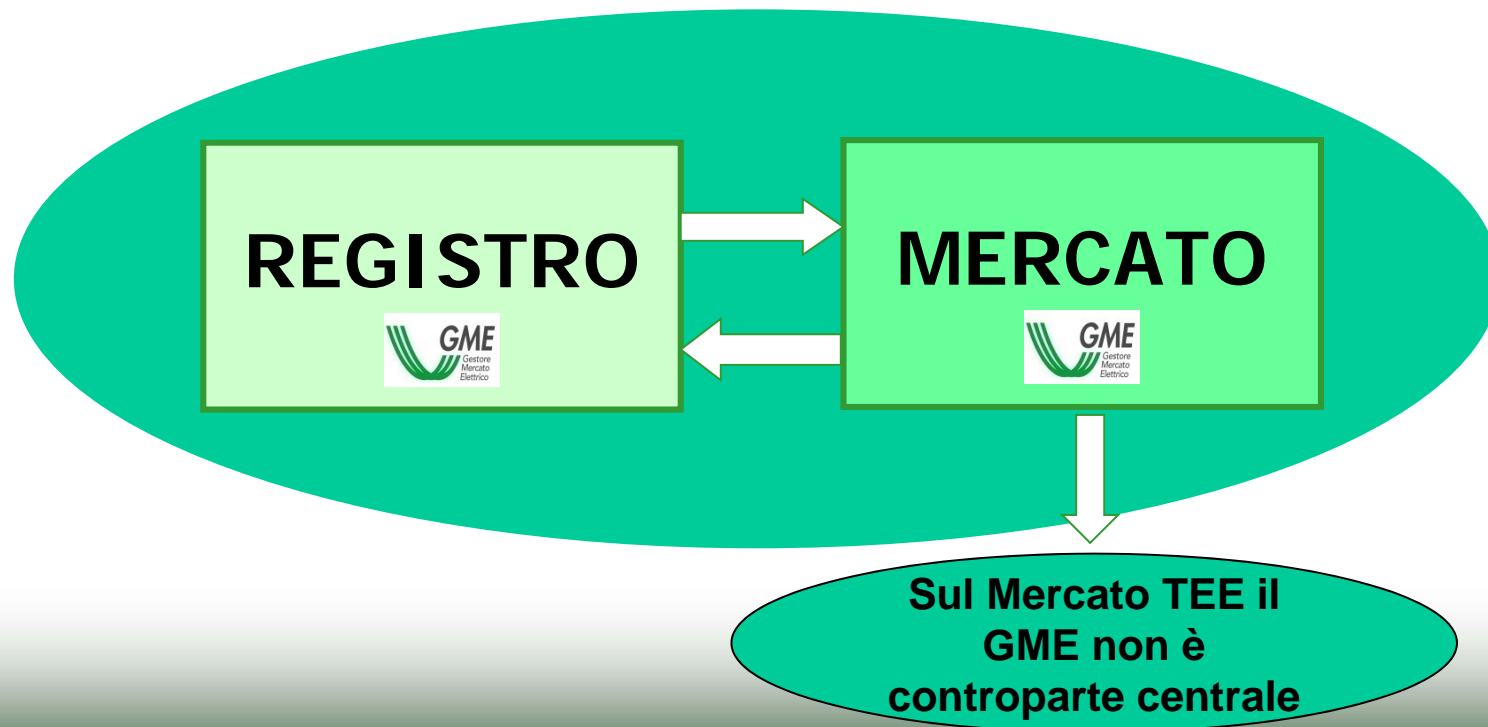 REGISTRO
GME
Gestore
Mercato
Elettrico
MERCATO
GME
Gestore
Mercato
Elettrico
Sul Mercato TEE il
GME non è
controparte centrale